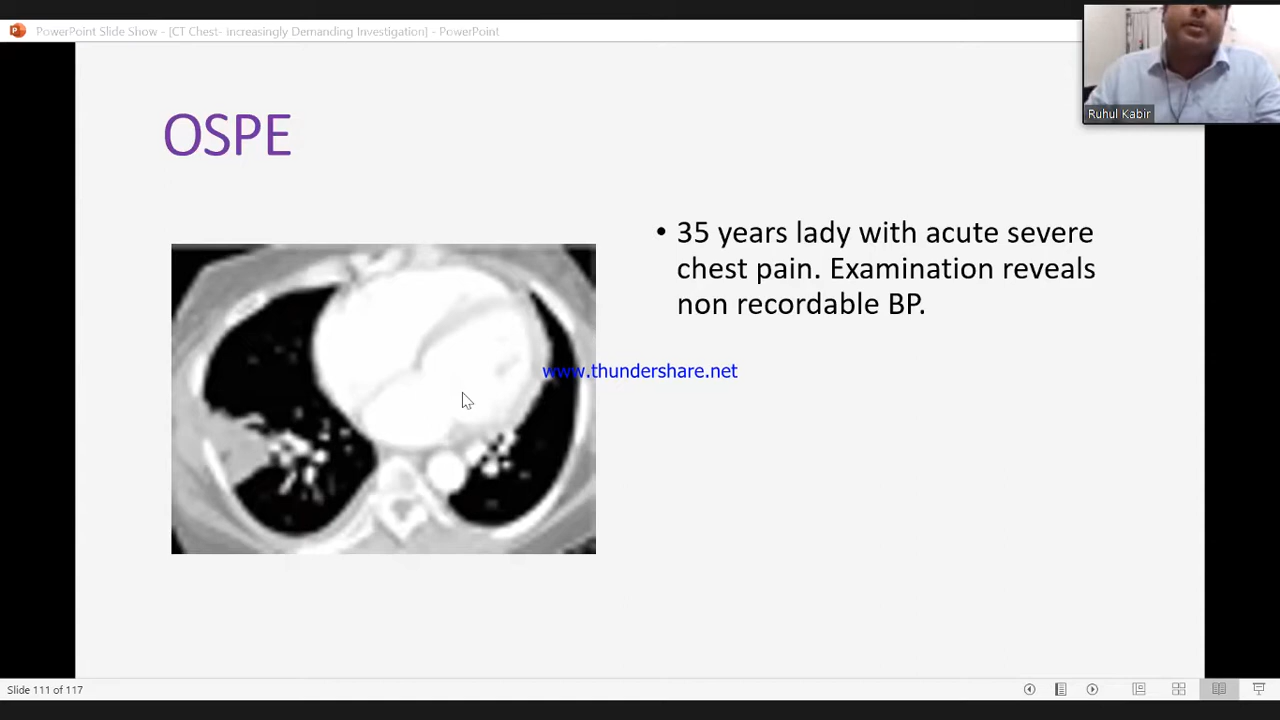 PowerPoint Slide Show - [CT Chest- increasingly Demanding Investigation] - PowerPoint
Ruhul Kabir
OSPE
• 35 years lady with acute severe
chest pain. Examination reveals
non recordable BP.
www.thundershare.net
Slide 111 of 117